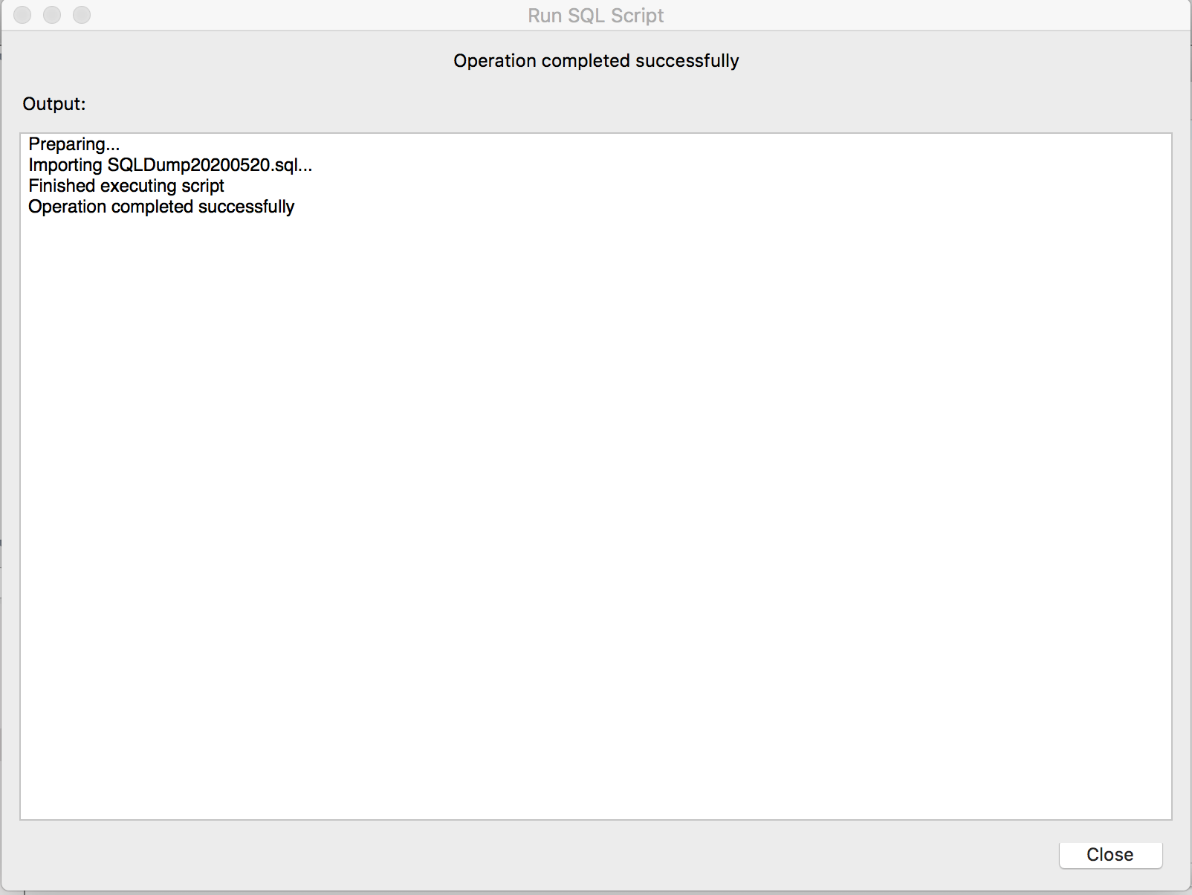 Run SQL Script
Operation completed successfully
Output:
Preparing...
Importing SQLDump20200520.sql...
Finished executing script
Operation completed successfully
Close